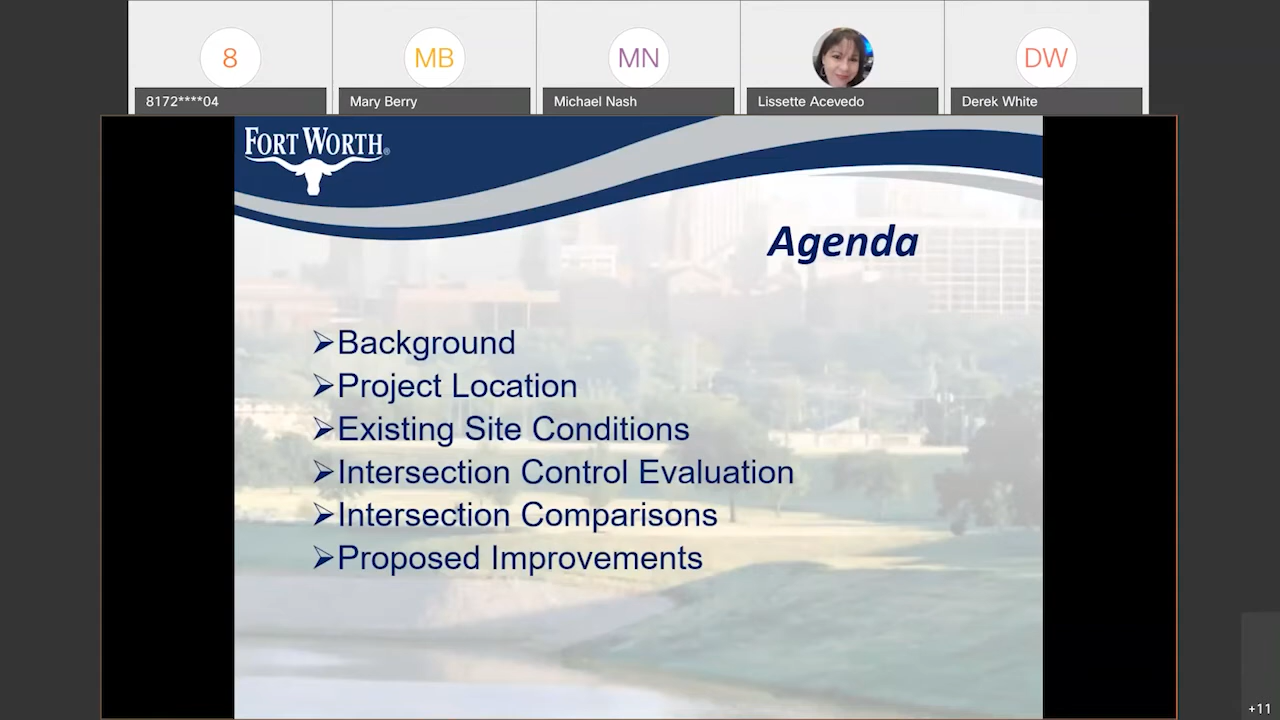 8
MB
MN
DW
8172****04
Mary Berry
Michael Nash
Lissette Acevedo
Derek White
FORT WORTH®
Agenda
➢Background
➢Project Location
➢Existing Site Conditions
➢Intersection Control Evaluation
➢Intersection Comparisons
➢Proposed Improvements
+11